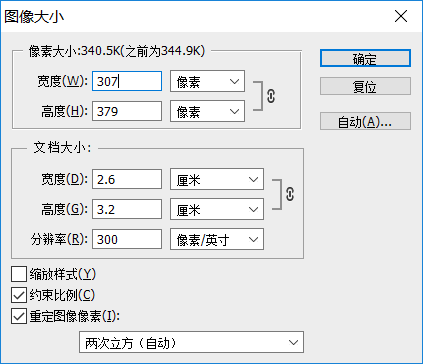 图像大小
像素大小:340.5K(之前为344.9K)
宽度(W): 307 像素
高度(H): 379 像素
确定
复位
自动(A)...
文档大小:
宽度(D): 2.6 厘米
高度(G): 3.2 厘米
分辨率(R): 300 像素/英寸
缩放样式(Y)
约束比例(C)
重定图像像素(I):
两次立方（自动）